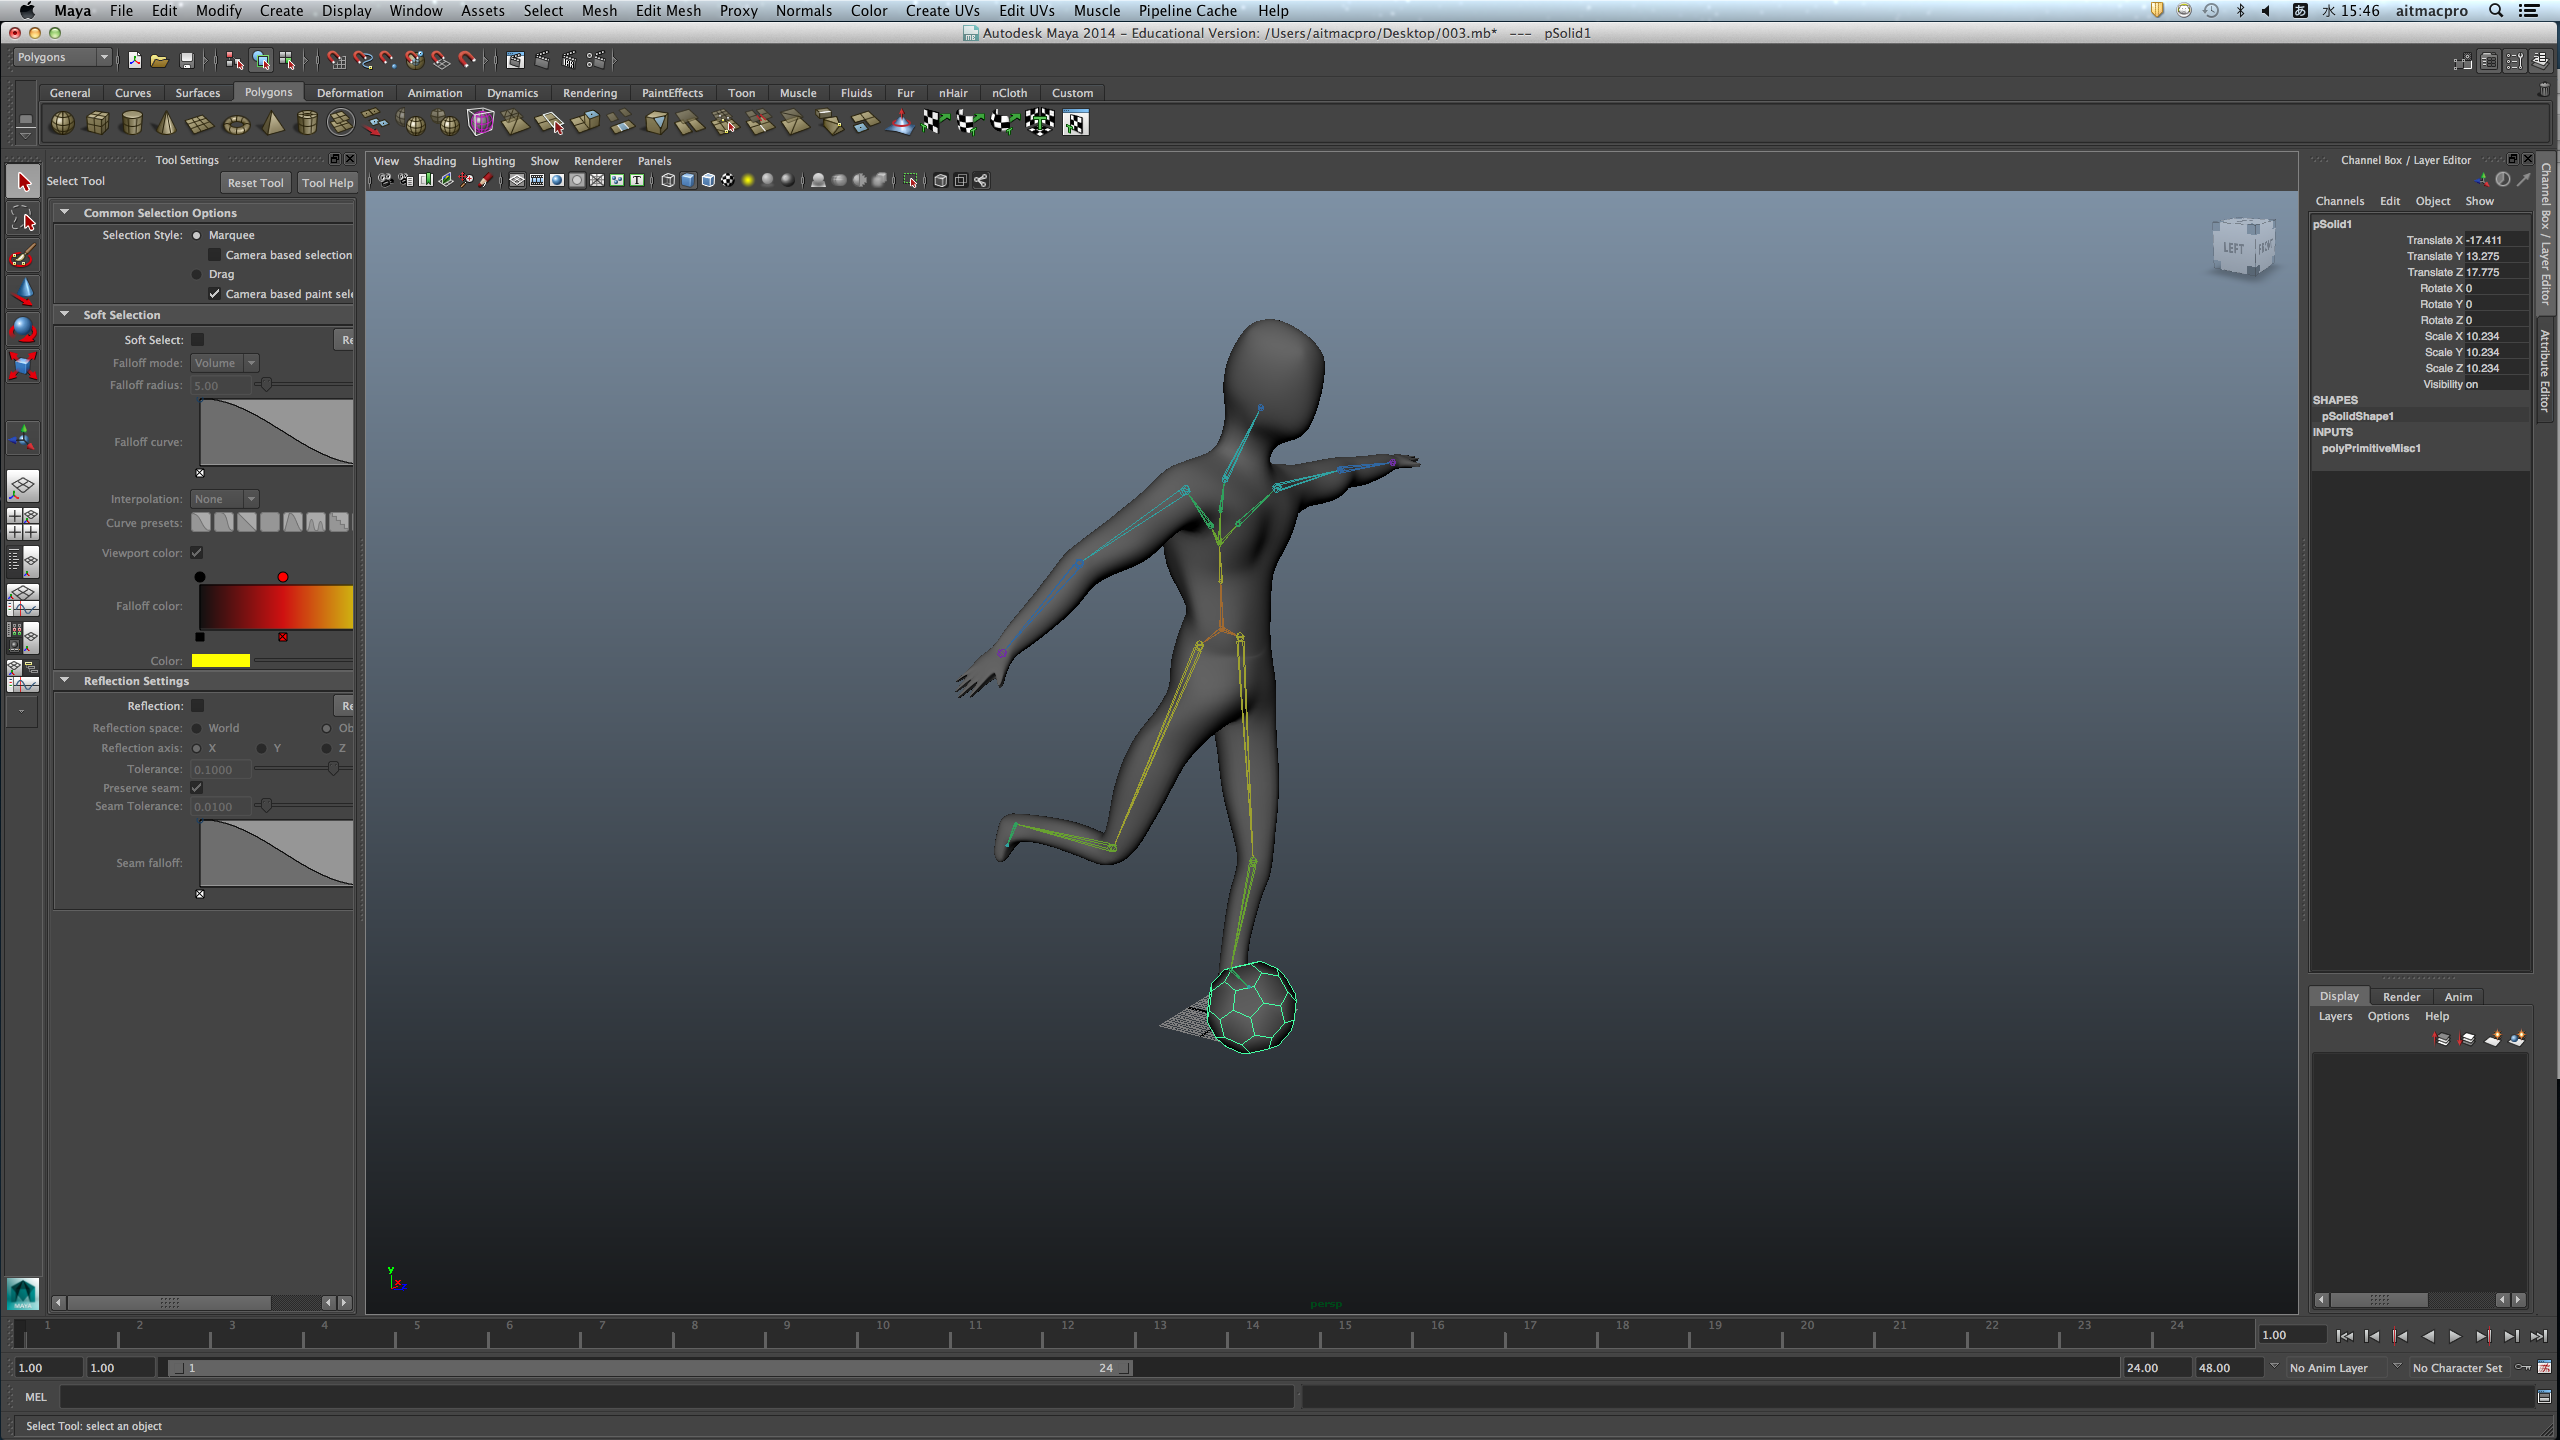 Maya File Edit Modify Create Display Window Assets Select Mesh Edit Mesh Proxy Normals Color Create UVs Edit UVs Muscle Pipeline Cache Help あ 水 15:46 aitmacpro
Autodesk Maya 2014 - Educational Version: /Users/aitmacpro/Desktop/003.mb* --- pSolid1
Polygons
General Curves Surfaces Polygons Deformation Animation Dynamics Rendering PaintEffects Toon Muscle Fluids Fur nHair nCloth Custom
Tool Settings
Select Tool Reset Tool Tool Help
Common Selection Options
Selection Style: Marquee
Camera based selection
Drag
Camera based paint sele
Soft Selection
Soft Select: Re
Falloff mode: Volume
Falloff radius: 5.00
Falloff curve:
Interpolation: None
Curve presets:
Viewport color:
Falloff color:
Color:
Reflection Settings
Reflection: Re
Reflection space: World Ob
Reflection axis: X Y Z
Tolerance: 0.1000
Preserve seam:
Seam Tolerance: 0.0100
Seam falloff:
View Shading Lighting Show Renderer Panels
LEFT FRONT
y
x
persp
Channel Box / Layer Editor
Channels Edit Object Show
pSolid1
Translate X -17.411
Translate Y 13.275
Translate Z 17.775
Rotate X 0
Rotate Y 0
Rotate Z 0
Scale X 10.234
Scale Y 10.234
Scale Z 10.234
Visibility on
SHAPES
pSolidShape1
INPUTS
polyPrimitiveMisc1
Channel Box / Layer Editor
Attribute Editor
Display Render Anim
Layers Options Help
1 2 3 4 5 6 7 8 9 10 11 12 13 14 15 16 17 18 19 20 21 22 23 24 1.00
1.00 1.00 1 24 24.00 48.00 No Anim Layer No Character Set
MEL
Select Tool: select an object